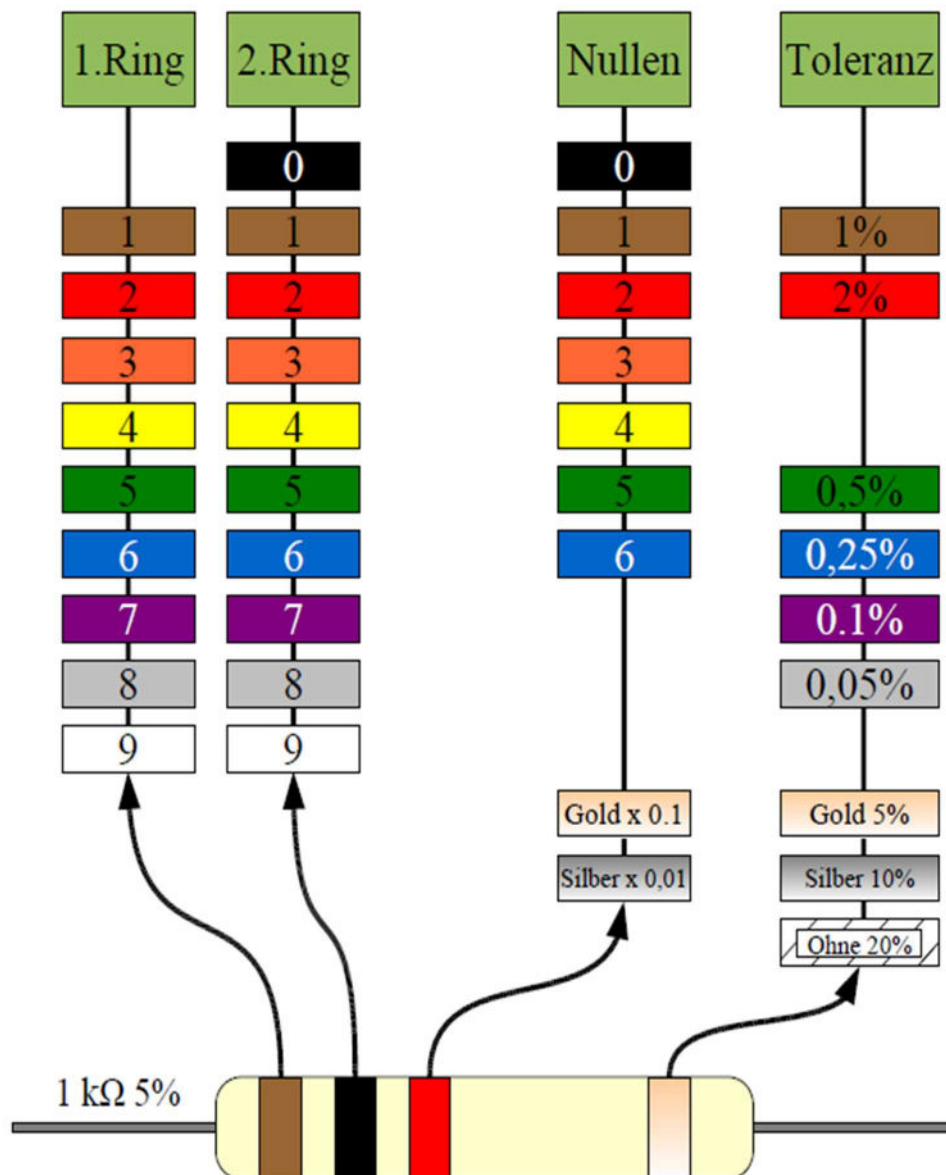 1.Ring 2.Ring Nullen Toleranz
0 0
1 1 1 1%
2 2 2 2%
3 3 3
4 4 4
5 5 5 0,5%
6 6 6 0,25%
7 7 0.1%
8 8 0,05%
9 9
Gold x 0.1 Gold 5%
Silber x 0,01 Silber 10%
Ohne 20%
1 kΩ 5%